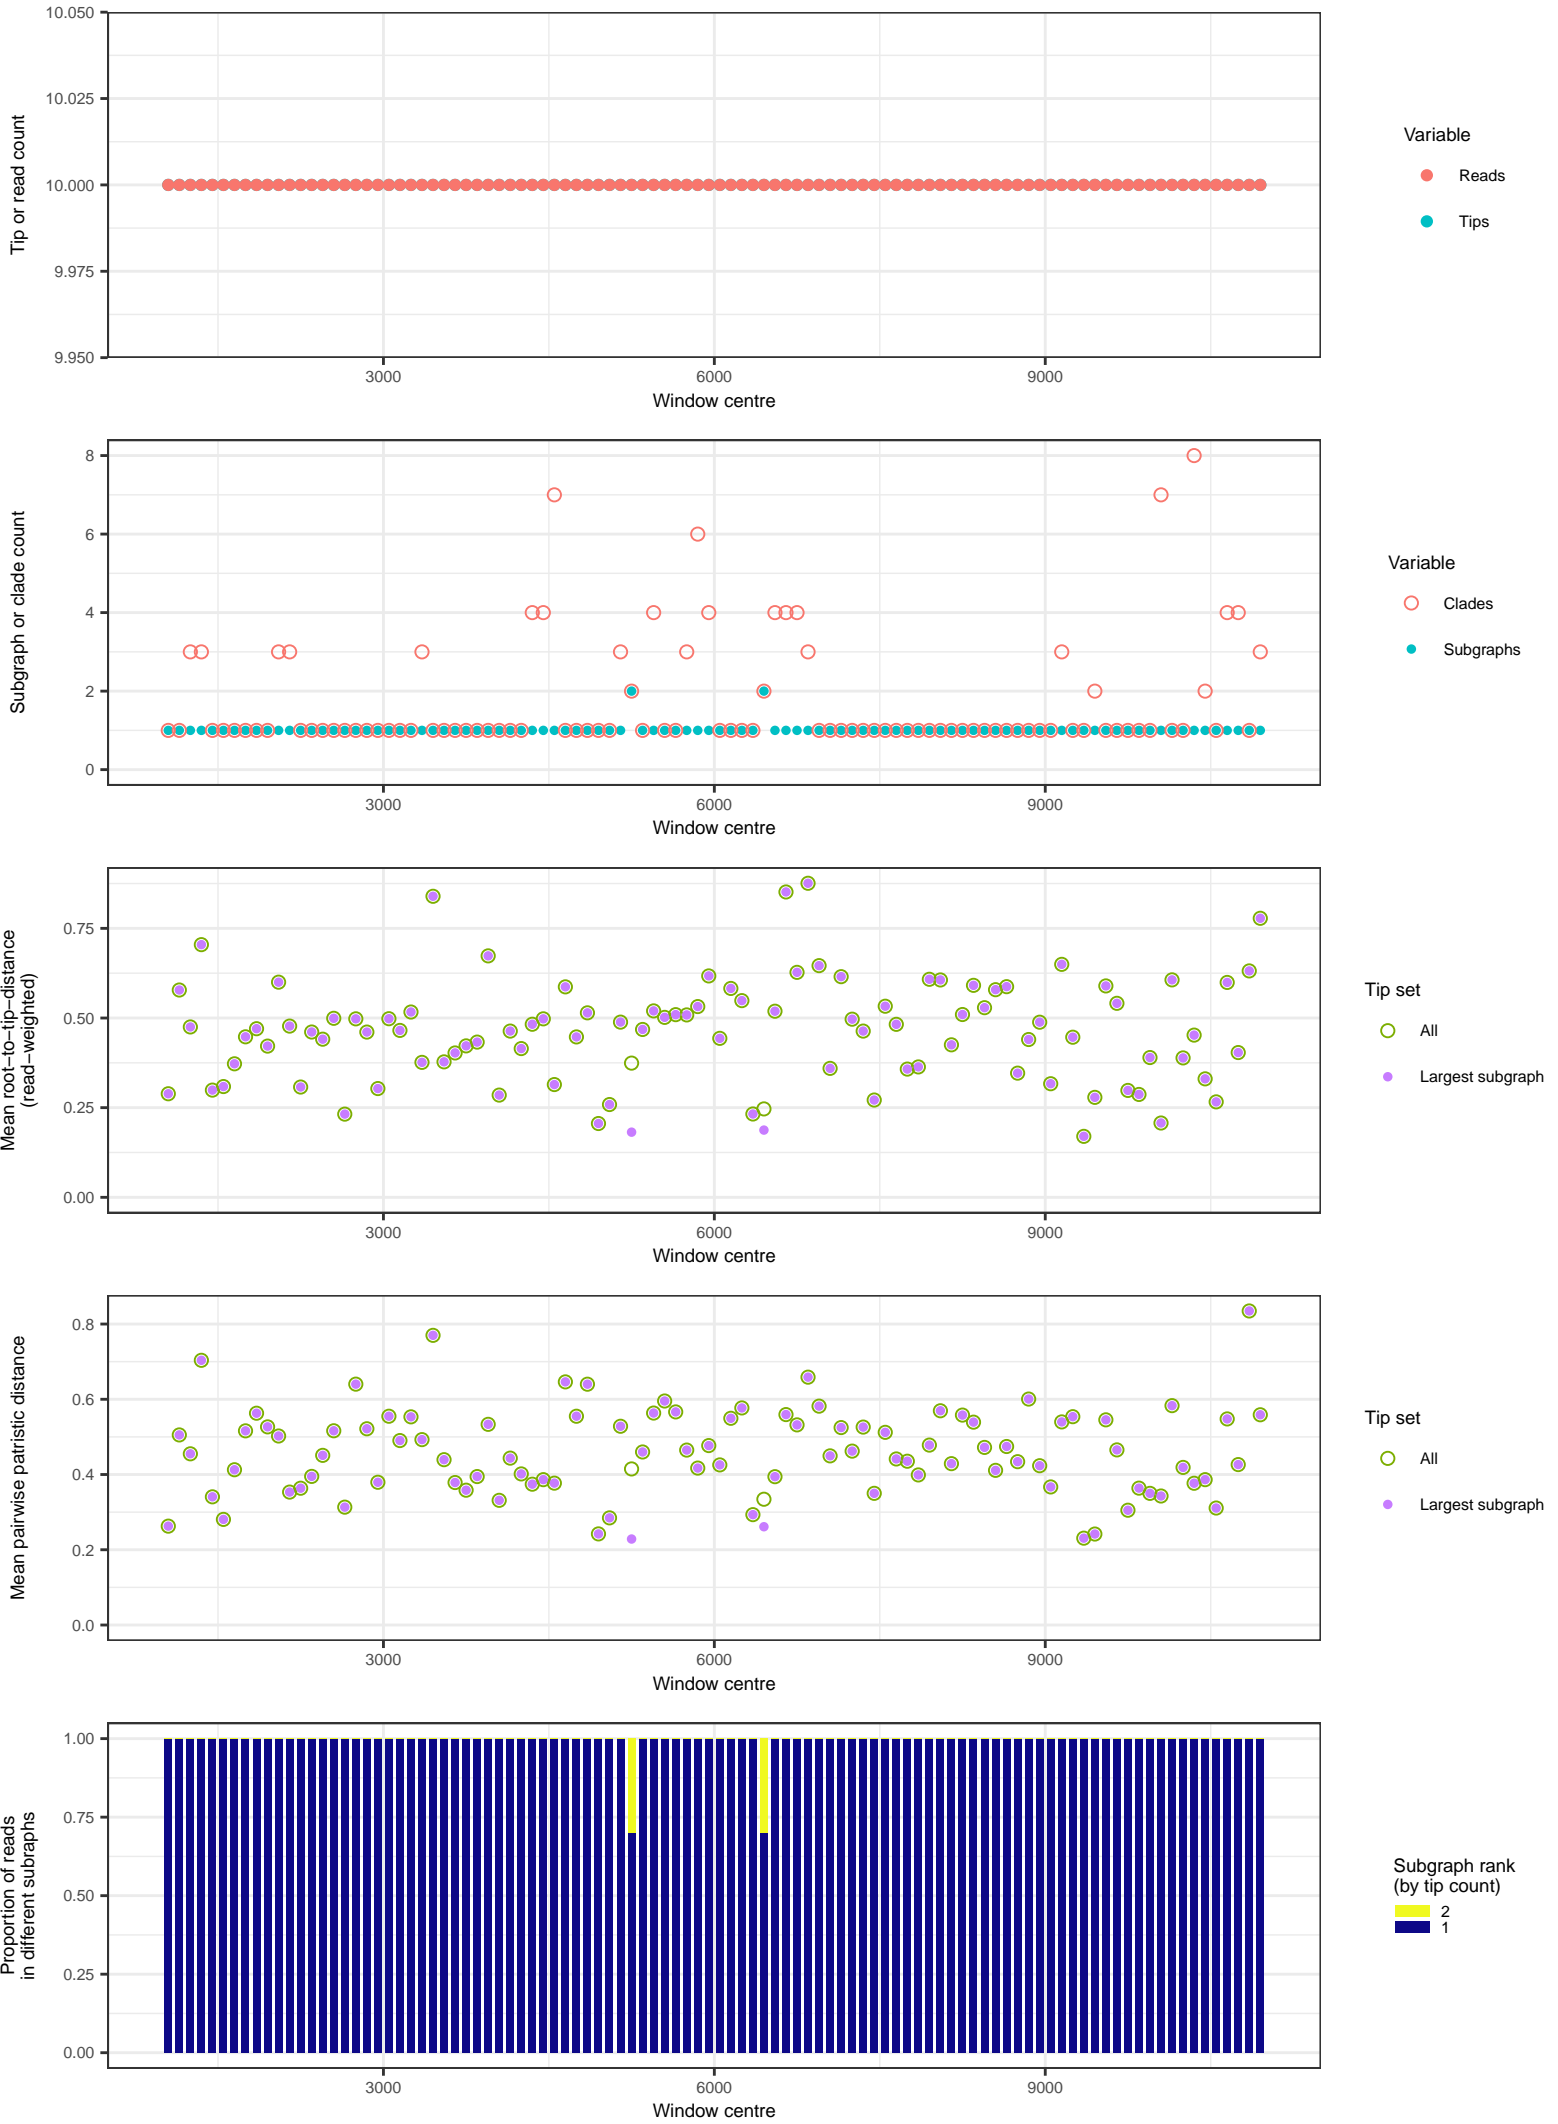 10.050
10.025
10.000
9.975
9.950
Tip or read count
3000 6000 9000
Window centre
Variable
Reads
Tips
8
6
4
2
0
Subgraph or clade count
3000 6000 9000
Window centre
Variable
Clades
Subgraphs
0.75
0.50
0.25
0.00
Mean root−to−tip−distance
(read−weighted)
3000 6000 9000
Window centre
Tip set
All
Largest subgraph
0.8
0.6
0.4
0.2
0.0
Mean pairwise patristic distance
3000 6000 9000
Window centre
Tip set
All
Largest subgraph
1.00
0.75
0.50
0.25
0.00
Proportion of reads
in different subraphs
3000 6000 9000
Window centre
Subgraph rank
(by tip count)
2
1